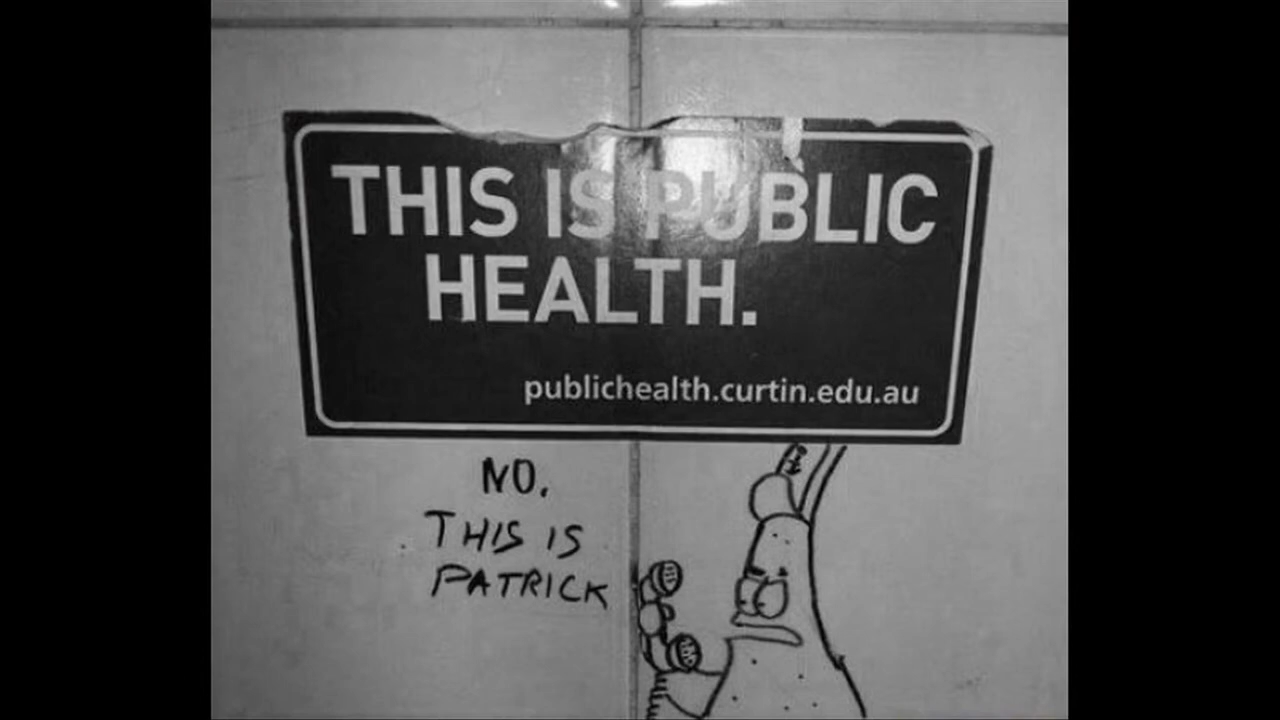 THIS IS PUBLIC
HEALTH.
publichealth.curtin.edu.au
NO.
THIS IS
PATRICK